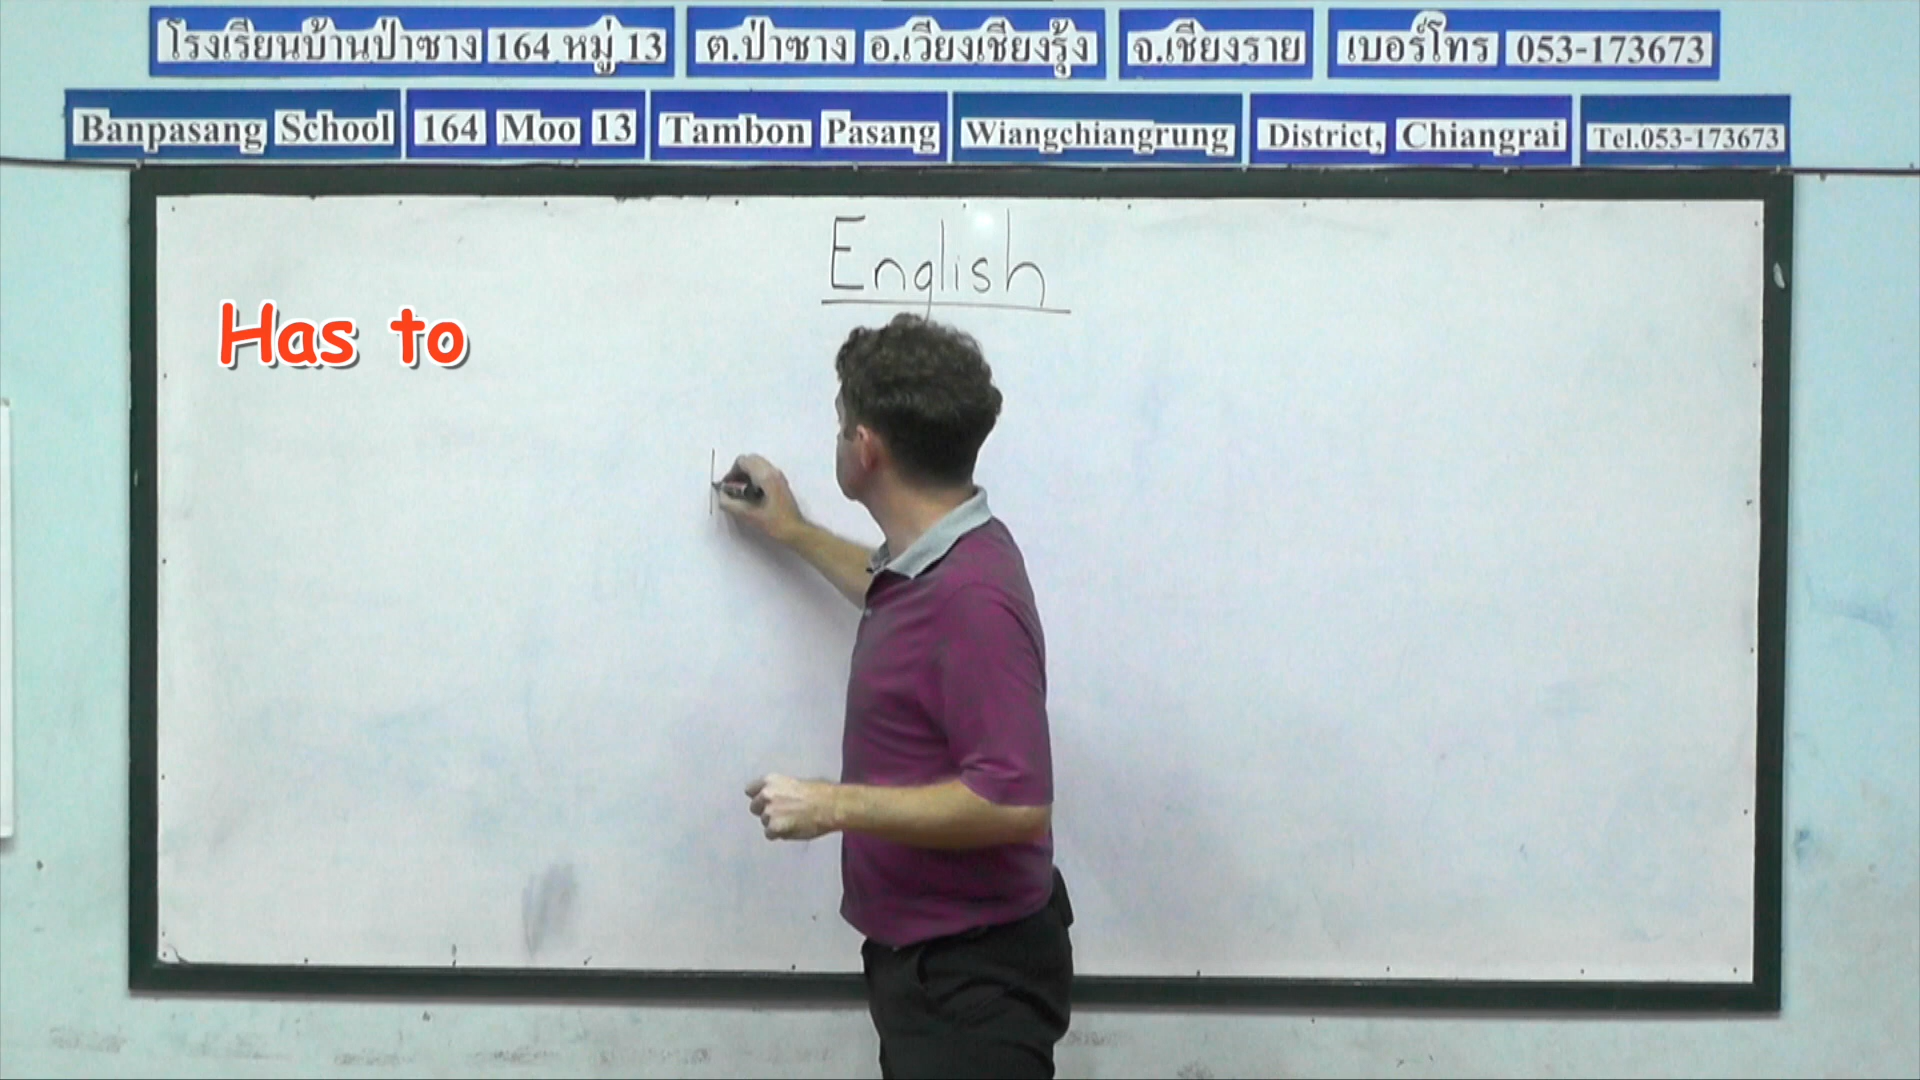 โรงเรียนบ้านป่าซาง 164 หมู่ 13 ต.ป่าซาง อ.เวียงเชียงรุ้ง จ.เชียงราย เบอร์โทร 053-173673
Banpasang School 164 Moo 13 Tambon Pasang Wiangchiangrung District, Chiangrai Tel.053-173673
English
Has to